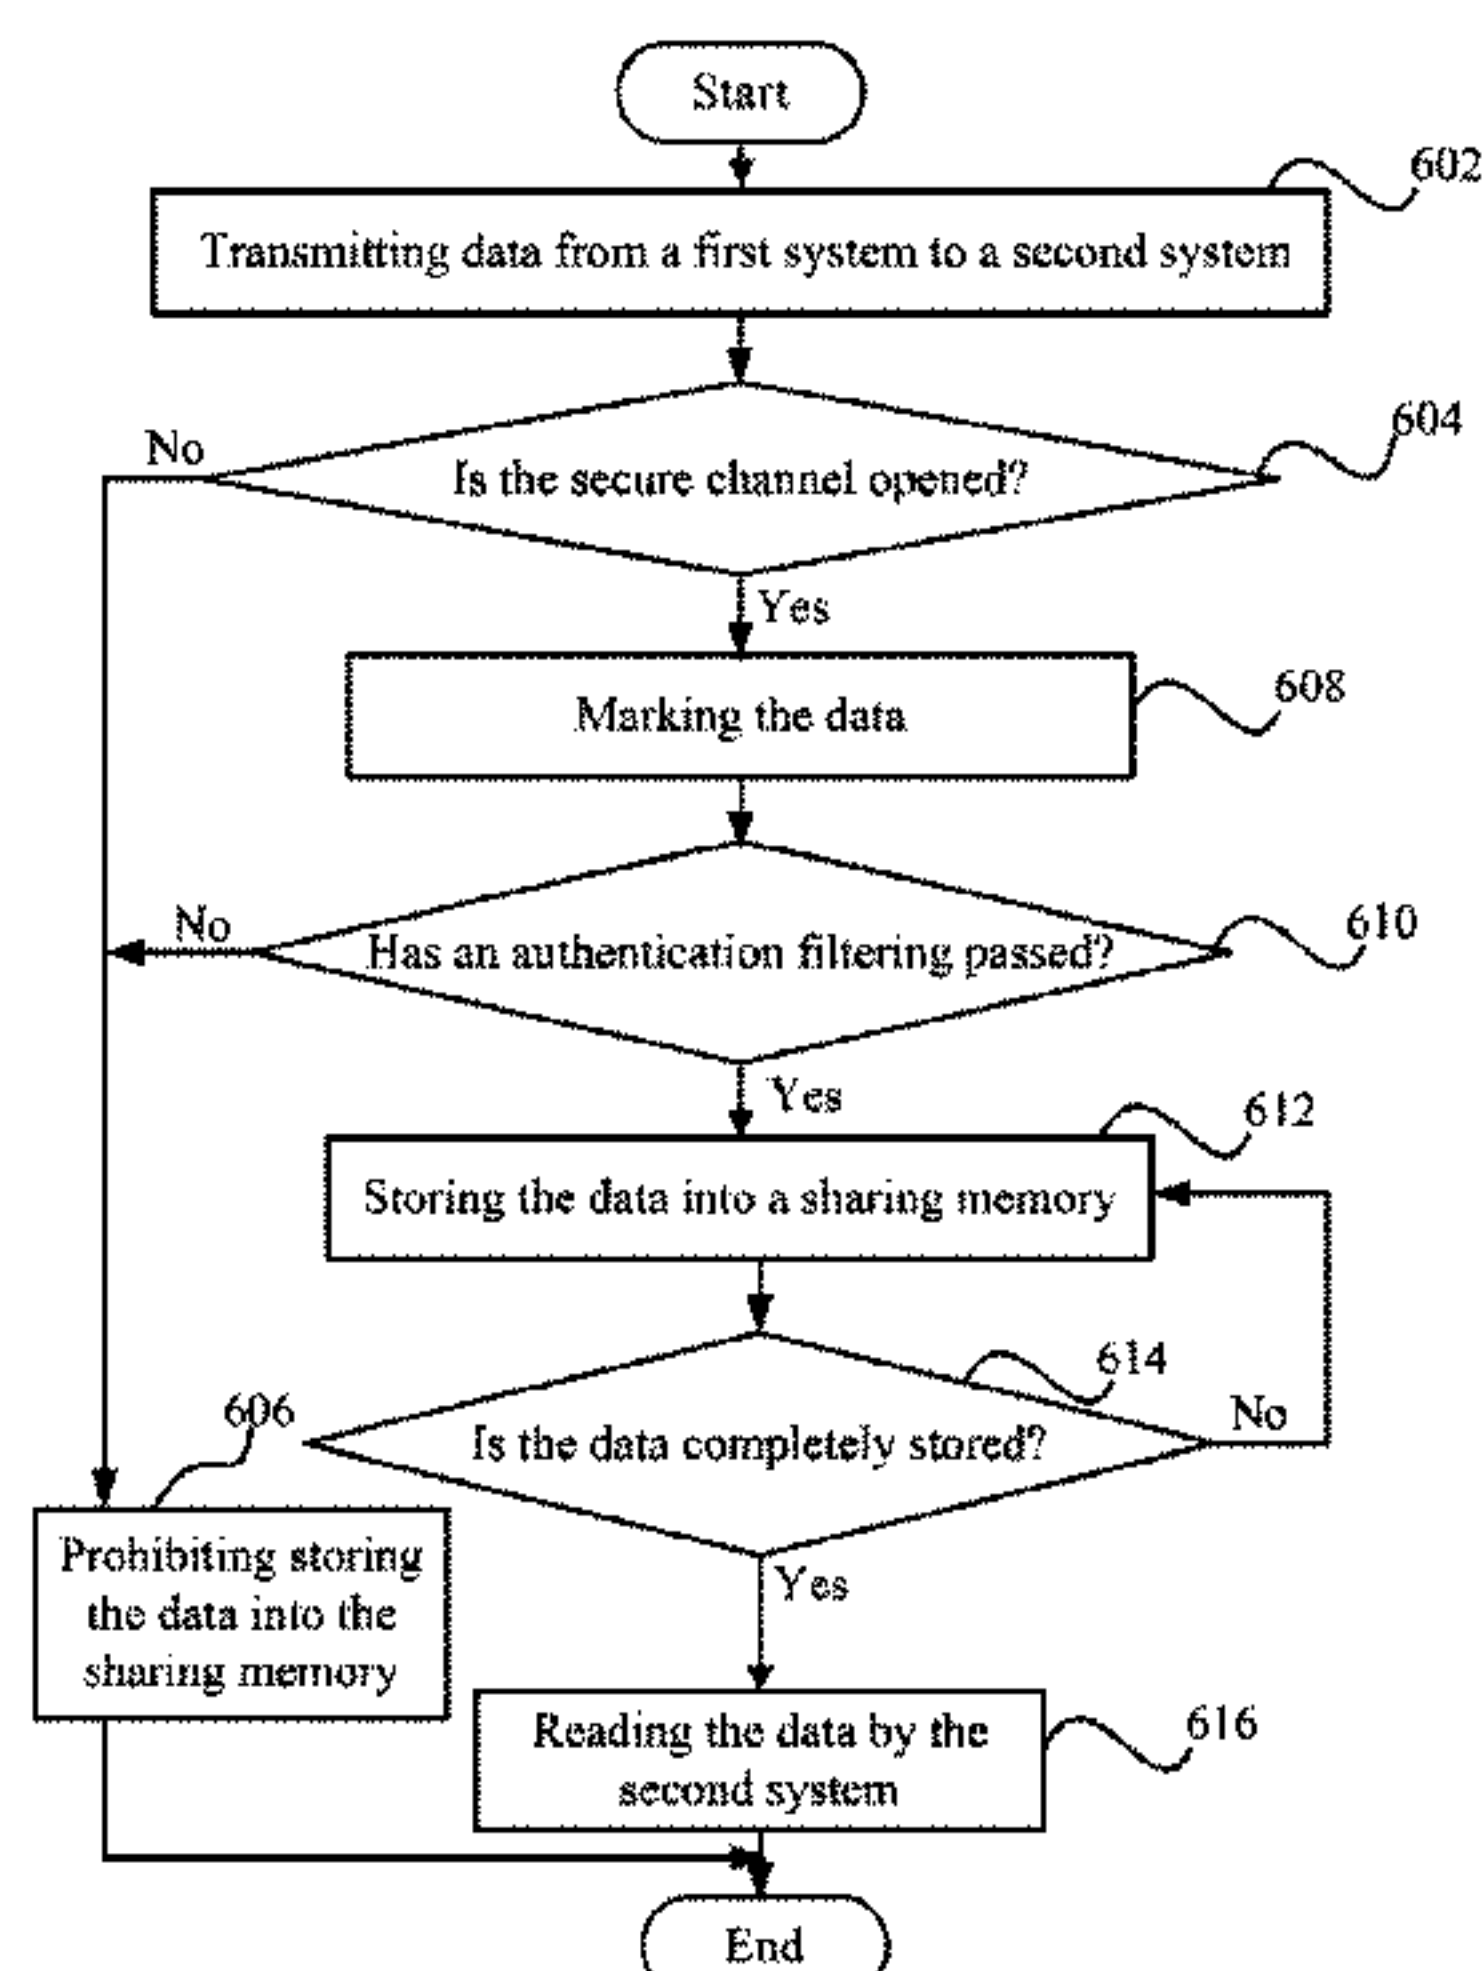 Start
602
Transmitting data from a first system to a second system
604
No
Is the secure channel opened?
Yes
608
Marking the data
610
No
Has an authentication filtering passed?
Yes
612
Storing the data into a sharing memory
614
606
No
Is the data completely stored?
Prohibiting storing
the data into the
sharing memory
Yes
616
Reading the data by the
second system
End